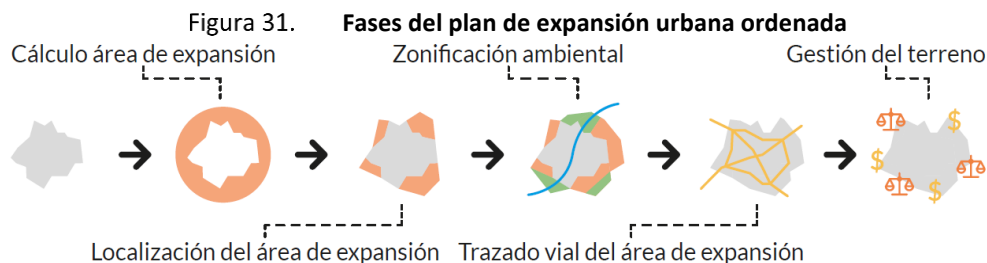 Figura 31. Fases del plan de expansión urbana ordenada
Cálculo área de expansión
Zonificación ambiental
Gestión del terreno
$
$
$
Localización del área de expansión
Trazado vial del área de expansión